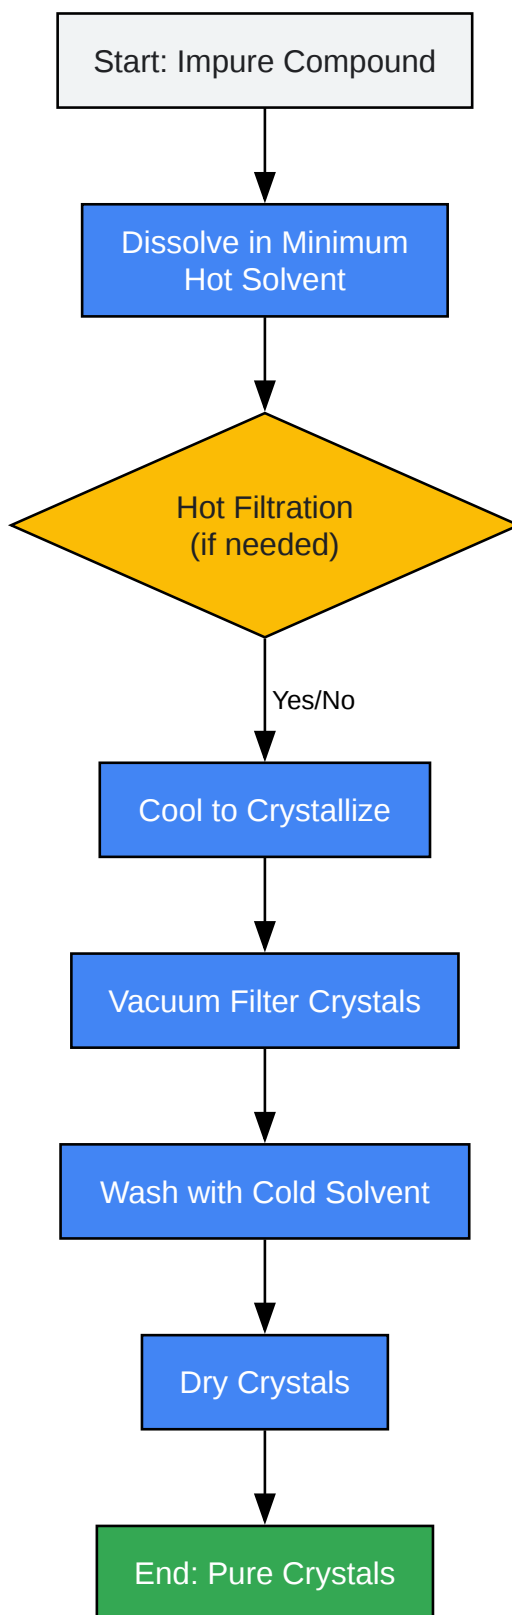 Start: Impure Compound
Dissolve in Minimum
Hot Solvent
Hot Filtration
(if needed)
Yes/No
Cool to Crystallize
Vacuum Filter Crystals
Wash with Cold Solvent
Dry Crystals
End: Pure Crystals